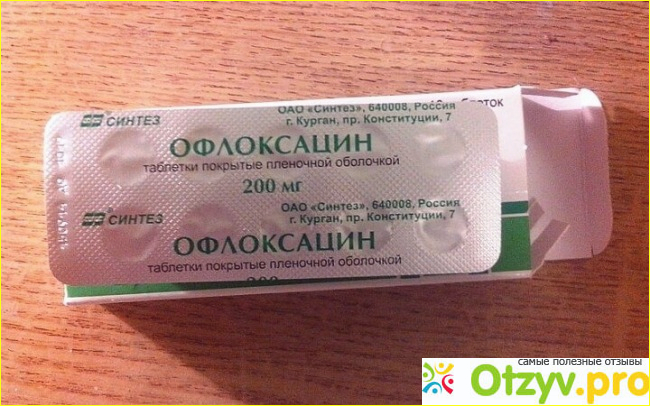 ОАО «Синтез», 640008, Россия
г. Курган, пр. Конституции, 7
СИНТЕЗ
ОФЛОКСАЦИН
таблетки покрытые пленочной оболочкой
200 мг
ОАО «Синтез», 640008, Россия
г. Курган, пр. Конституции, 7
СИНТЕЗ
ОФЛОКСАЦИН
таблетки покрытые пленочной оболочкой
самые полезные отзывы
Otzyv.pro